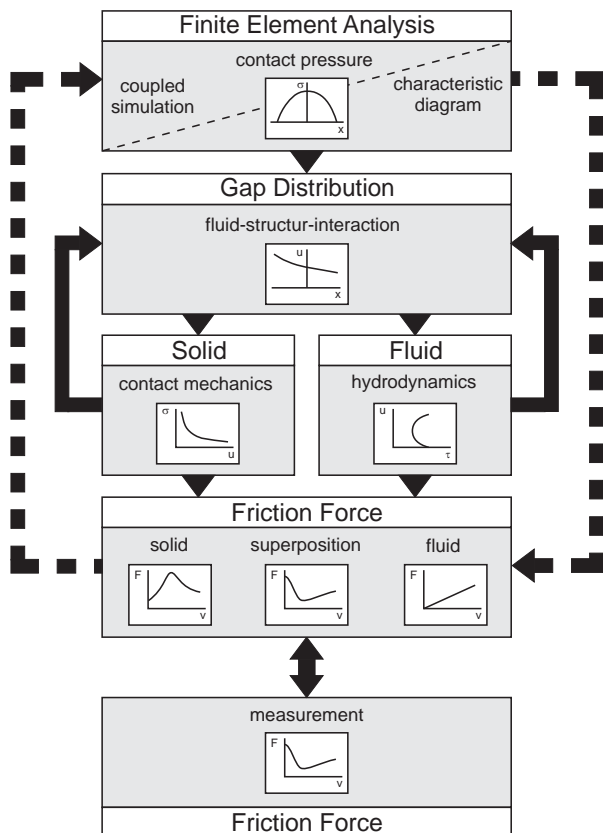 Finite Element Analysis
contact pressure
coupled
simulation
characteristic
diagram
σ
x
Gap Distribution
fluid-structur-interaction
u
x
Solid
Fluid
contact mechanics
hydrodynamics
σ
u
u
τ
Friction Force
solid
superposition
fluid
F
v
F
v
F
v
measurement
F
v
Friction Force